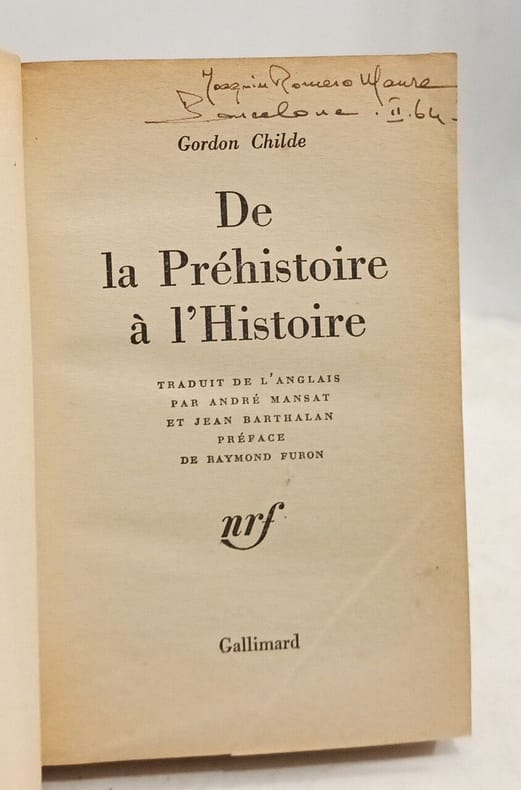 Joaquin Romero Maura
Barcelona . II . 64 -
Gordon Childe
De
la Préhistoire
à l'Histoire
TRADUIT DE L'ANGLAIS
PAR ANDRÉ MANSAT
ET JEAN BARTHALAN
PRÉFACE
DE RAYMOND FURON
nrf
Gallimard